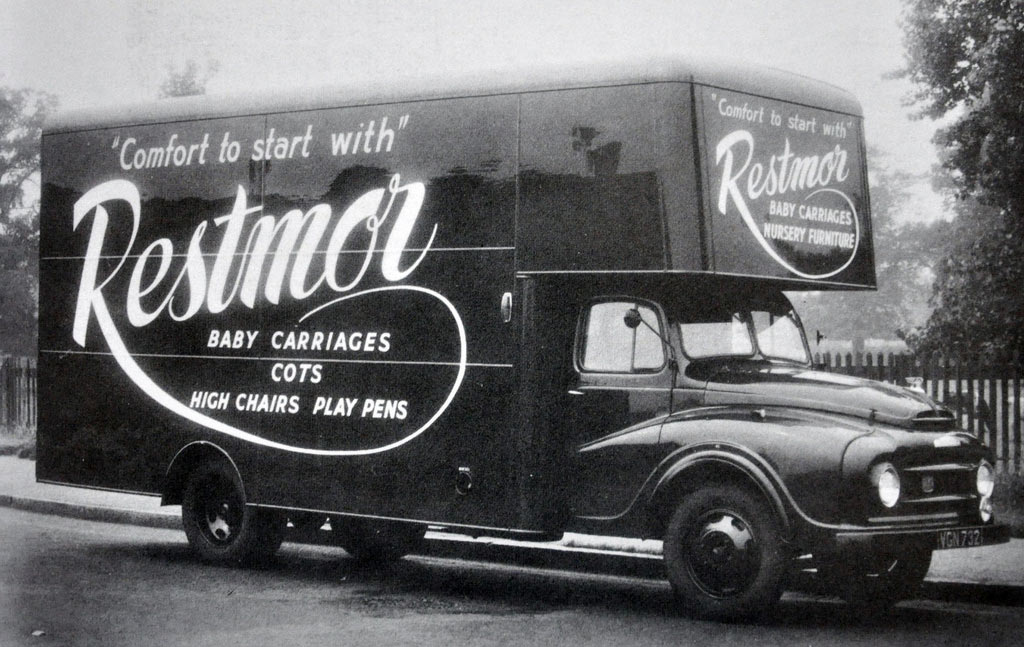 "Comfort to start with"
Restmor
BABY CARRIAGES
COTS
HIGH CHAIRS PLAY PENS
"Comfort to start with"
Restmor
BABY CARRIAGES
NURSERY FURNITURE
VGN 732